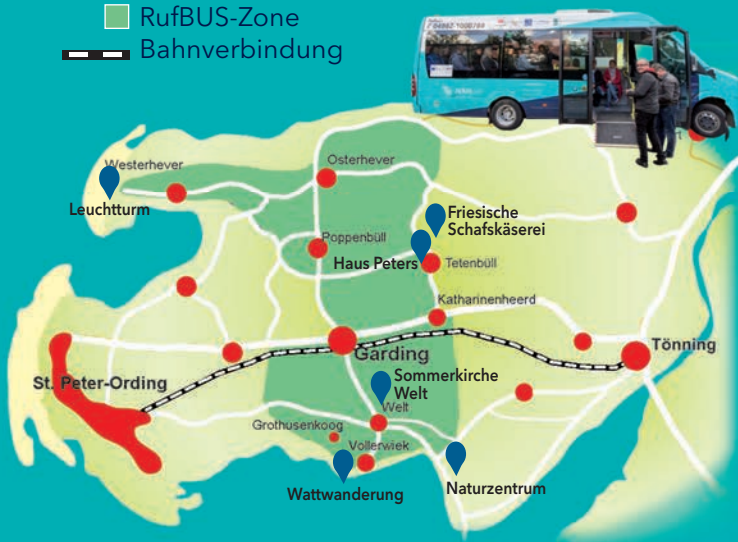 RufBUS-Zone
Bahnverbindung
Westerhever
Leuchtturm
Osterhever
Friesische
Schafskäserei
Poppenbüll
Haus Peters
Tetenbüll
Katharinenheerd
Garding
Tönning
St. Peter-Ording
Sommerkirche
Welt
Welt
Grothusenkoog
Vollerwiek
Wattwanderung
Naturzentrum